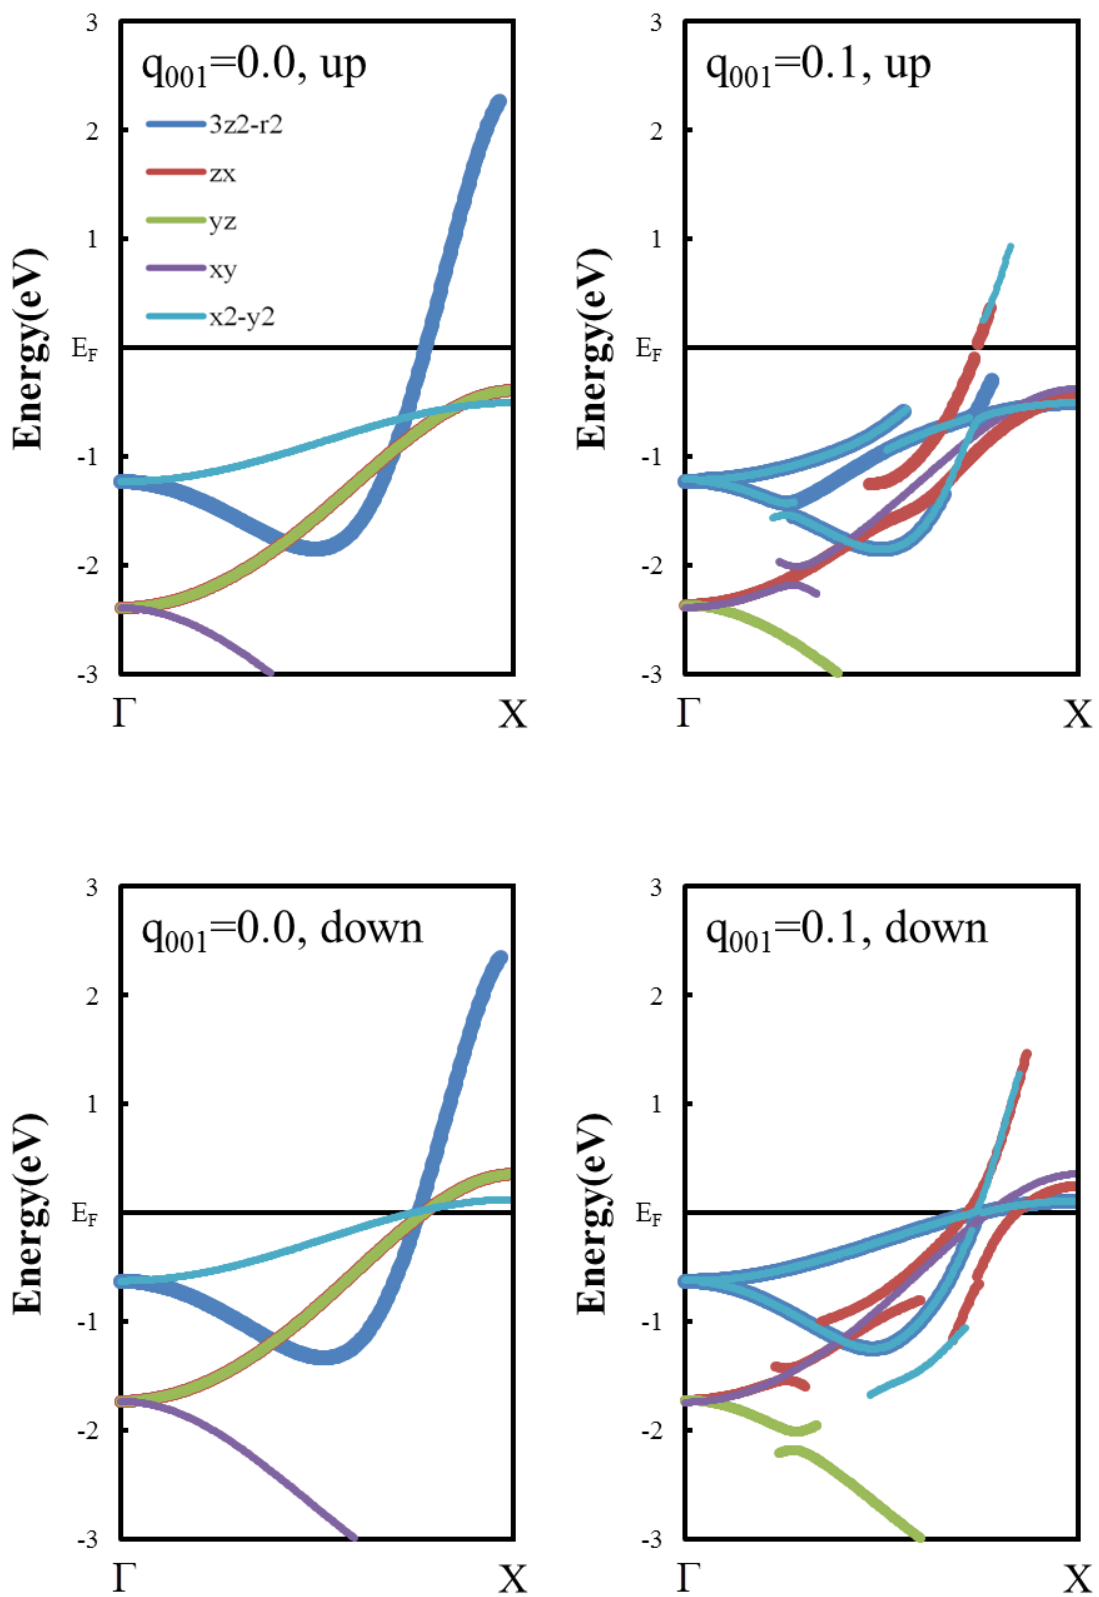 q001=0.0, up
3z2-r2
zx
yz
xy
x2-y2
Energy(eV)
3
2
1
EF
-1
-2
-3
Γ
X
q001=0.1, up
Energy(eV)
3
2
1
EF
-1
-2
-3
Γ
X
q001=0.0, down
Energy(eV)
3
2
1
EF
-1
-2
-3
Γ
X
q001=0.1, down
Energy(eV)
3
2
1
EF
-1
-2
-3
Γ
X